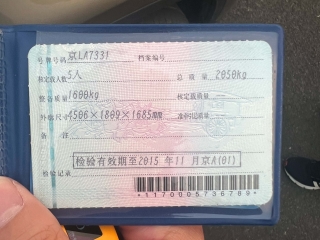 号牌号码 京LA7331 档案编号
核定载人数 5人 总质量 2050kg
整备质量 1600kg 核定载质量 --
外廓尺寸 4506×1809×1685mm 准牵引总质量 --
备注
检验有效期至2015年11月京A(01)
检验记录
*1170005736789*